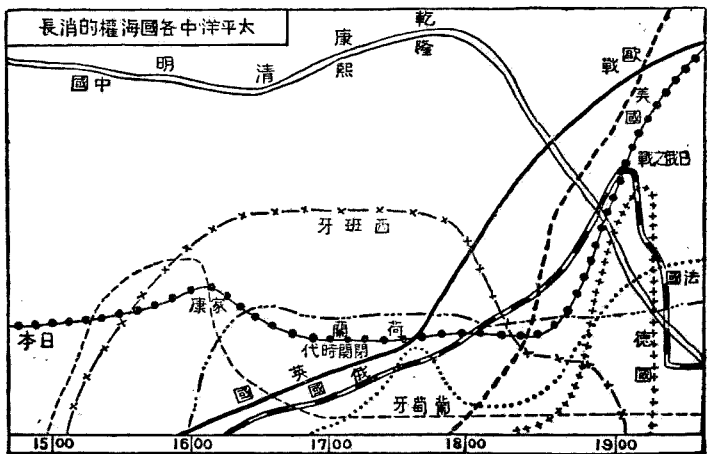 長消的權海國各中洋平太
乾隆
康熙
明
清
國中
戰歐
美國
戰之俄日
牙班西
國法
家康
蘭荷
本日
代時關閉
國英
國俄
德國
牙萄葡
1500
1600
1700
1800
1900